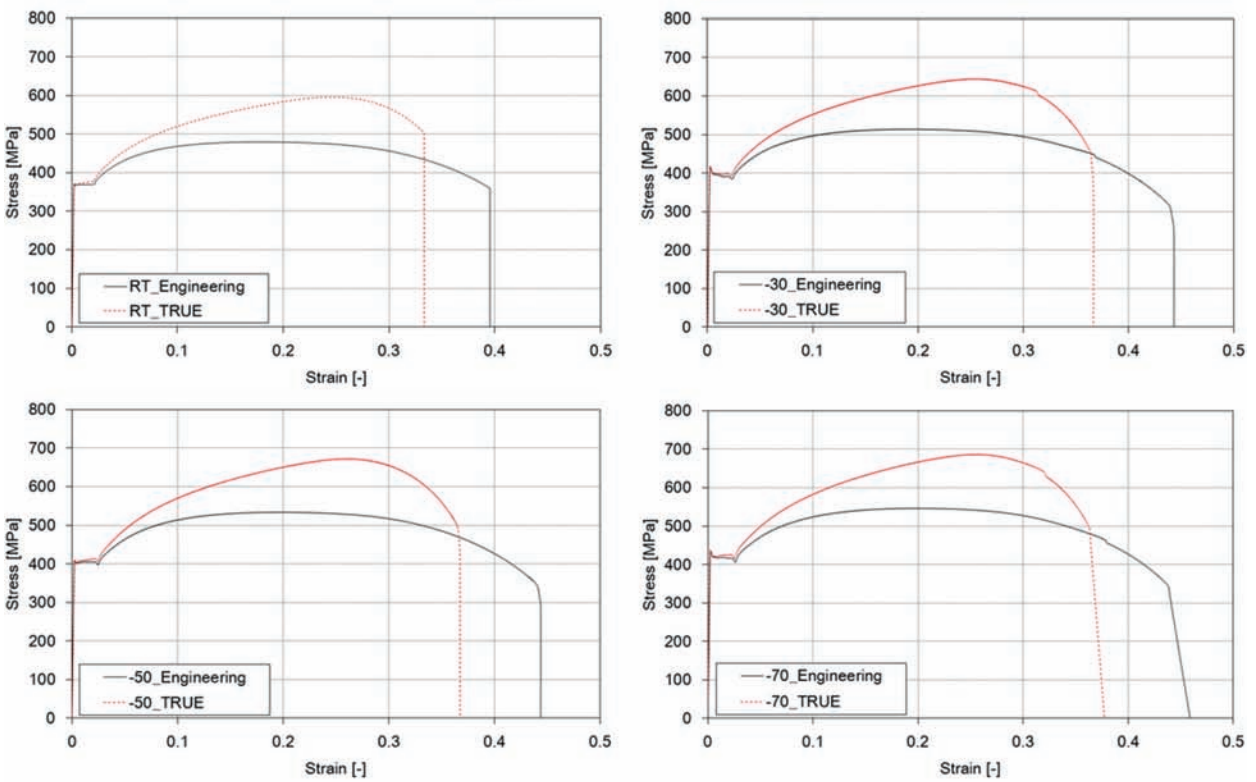 800
700
600
500
400
300
200
100
0
Stress [MPa]
RT_Engineering
RT_TRUE
0 0.1 0.2 0.3 0.4 0.5
Strain [-]
800
700
600
500
400
300
200
100
0
Stress [MPa]
-30_Engineering
-30_TRUE
0 0.1 0.2 0.3 0.4 0.5
Strain [-]
800
700
600
500
400
300
200
100
0
Stress [MPa]
-50_Engineering
-50_TRUE
0 0.1 0.2 0.3 0.4 0.5
Strain [-]
800
700
600
500
400
300
200
100
0
Stress [MPa]
-70_Engineering
-70_TRUE
0 0.1 0.2 0.3 0.4 0.5
Strain [-]